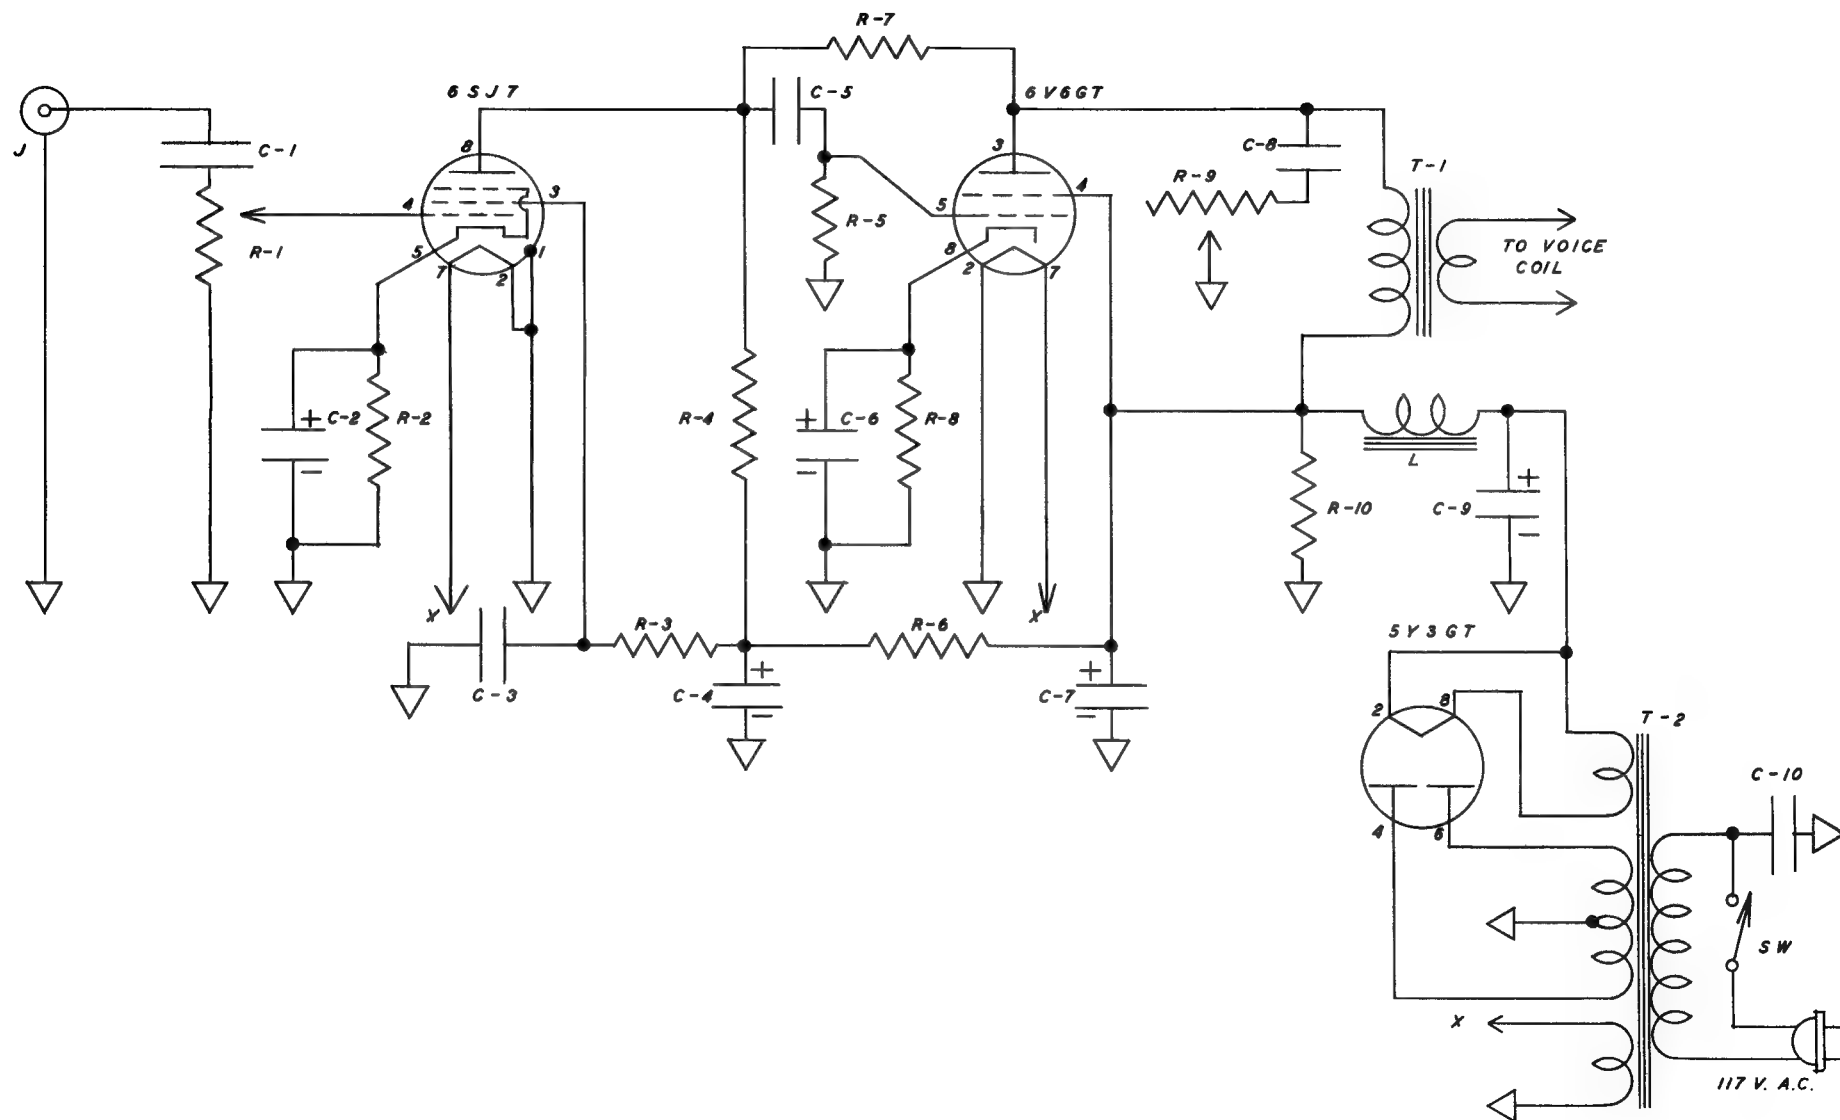 R-7
6SJ7
C-5
6V6GT
J
C-1
8
3
C-8
T-1
R-9
4
3
5
4
R-5
R-1
TO VOICE
COIL
5
7
2
1
8
2
7
+
C-2
R-2
-
R-4
+
C-6
R-8
-
L
R-10
C-9
+
-
X
X
R-3
R-6
5Y3GT
C-3
C-4
+
-
C-7
+
-
2
8
T-2
C-10
4
6
SW
X
117 V. A.C.